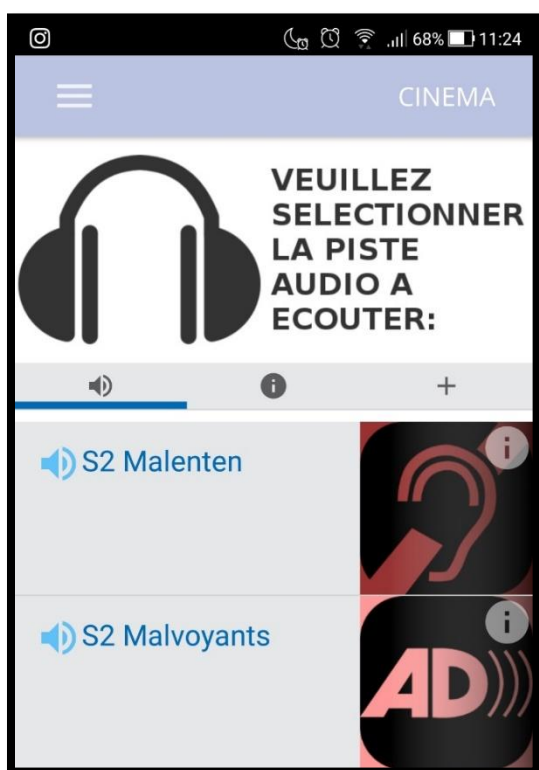 68% 11:24
CINEMA
VEUILLEZ
SELECTIONNER
LA PISTE
AUDIO A
ECOUTER:
S2 Malenten
S2 Malvoyants
AD